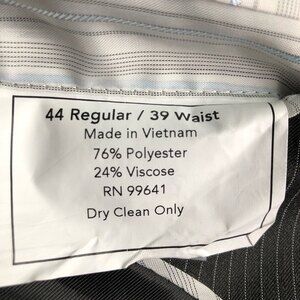 44 Regular / 39 Waist
Made in Vietnam
76% Polyester
24% Viscose
RN 99641
Dry Clean Only